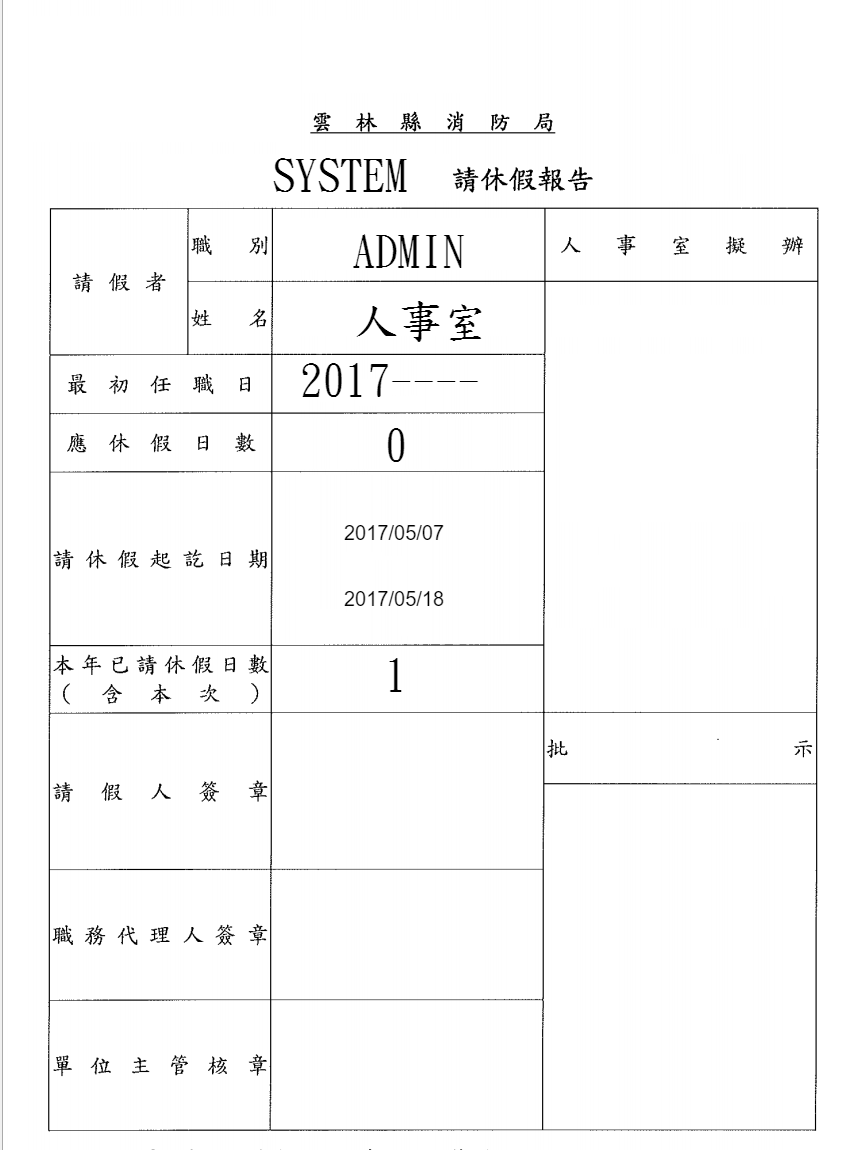 雲林縣消防局
SYSTEM 請休假報告
請假者 職別 ADMIN 人事室擬辦
姓名 人事室
最初任職日 2017----
應休假日數 0
請休假起訖日期 2017/05/07
2017/05/18
本年已請休假日數 1
(含本次)
批示
請假人簽章
職務代理人簽章
單位主管核章